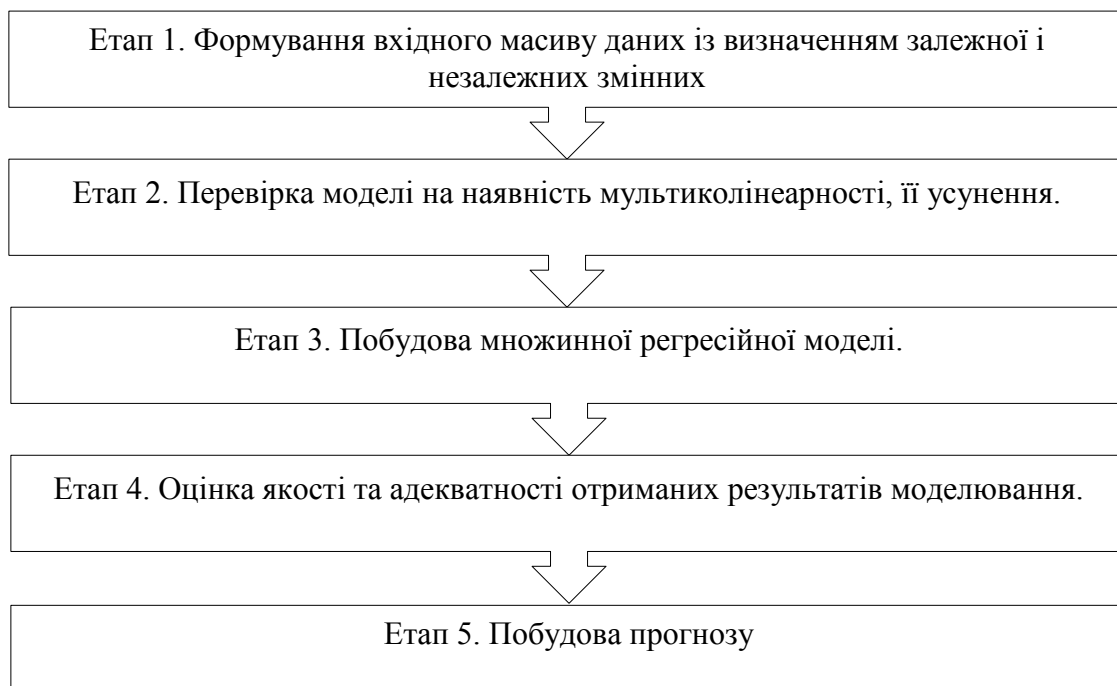 Етап 1. Формування вхідного масиву даних із визначенням залежної і
незалежних змінних
Етап 2. Перевірка моделі на наявність мультиколінеарності, її усунення.
Етап 3. Побудова множинної регресійної моделі.
Етап 4. Оцінка якості та адекватності отриманих результатів моделювання.
Етап 5. Побудова прогнозу